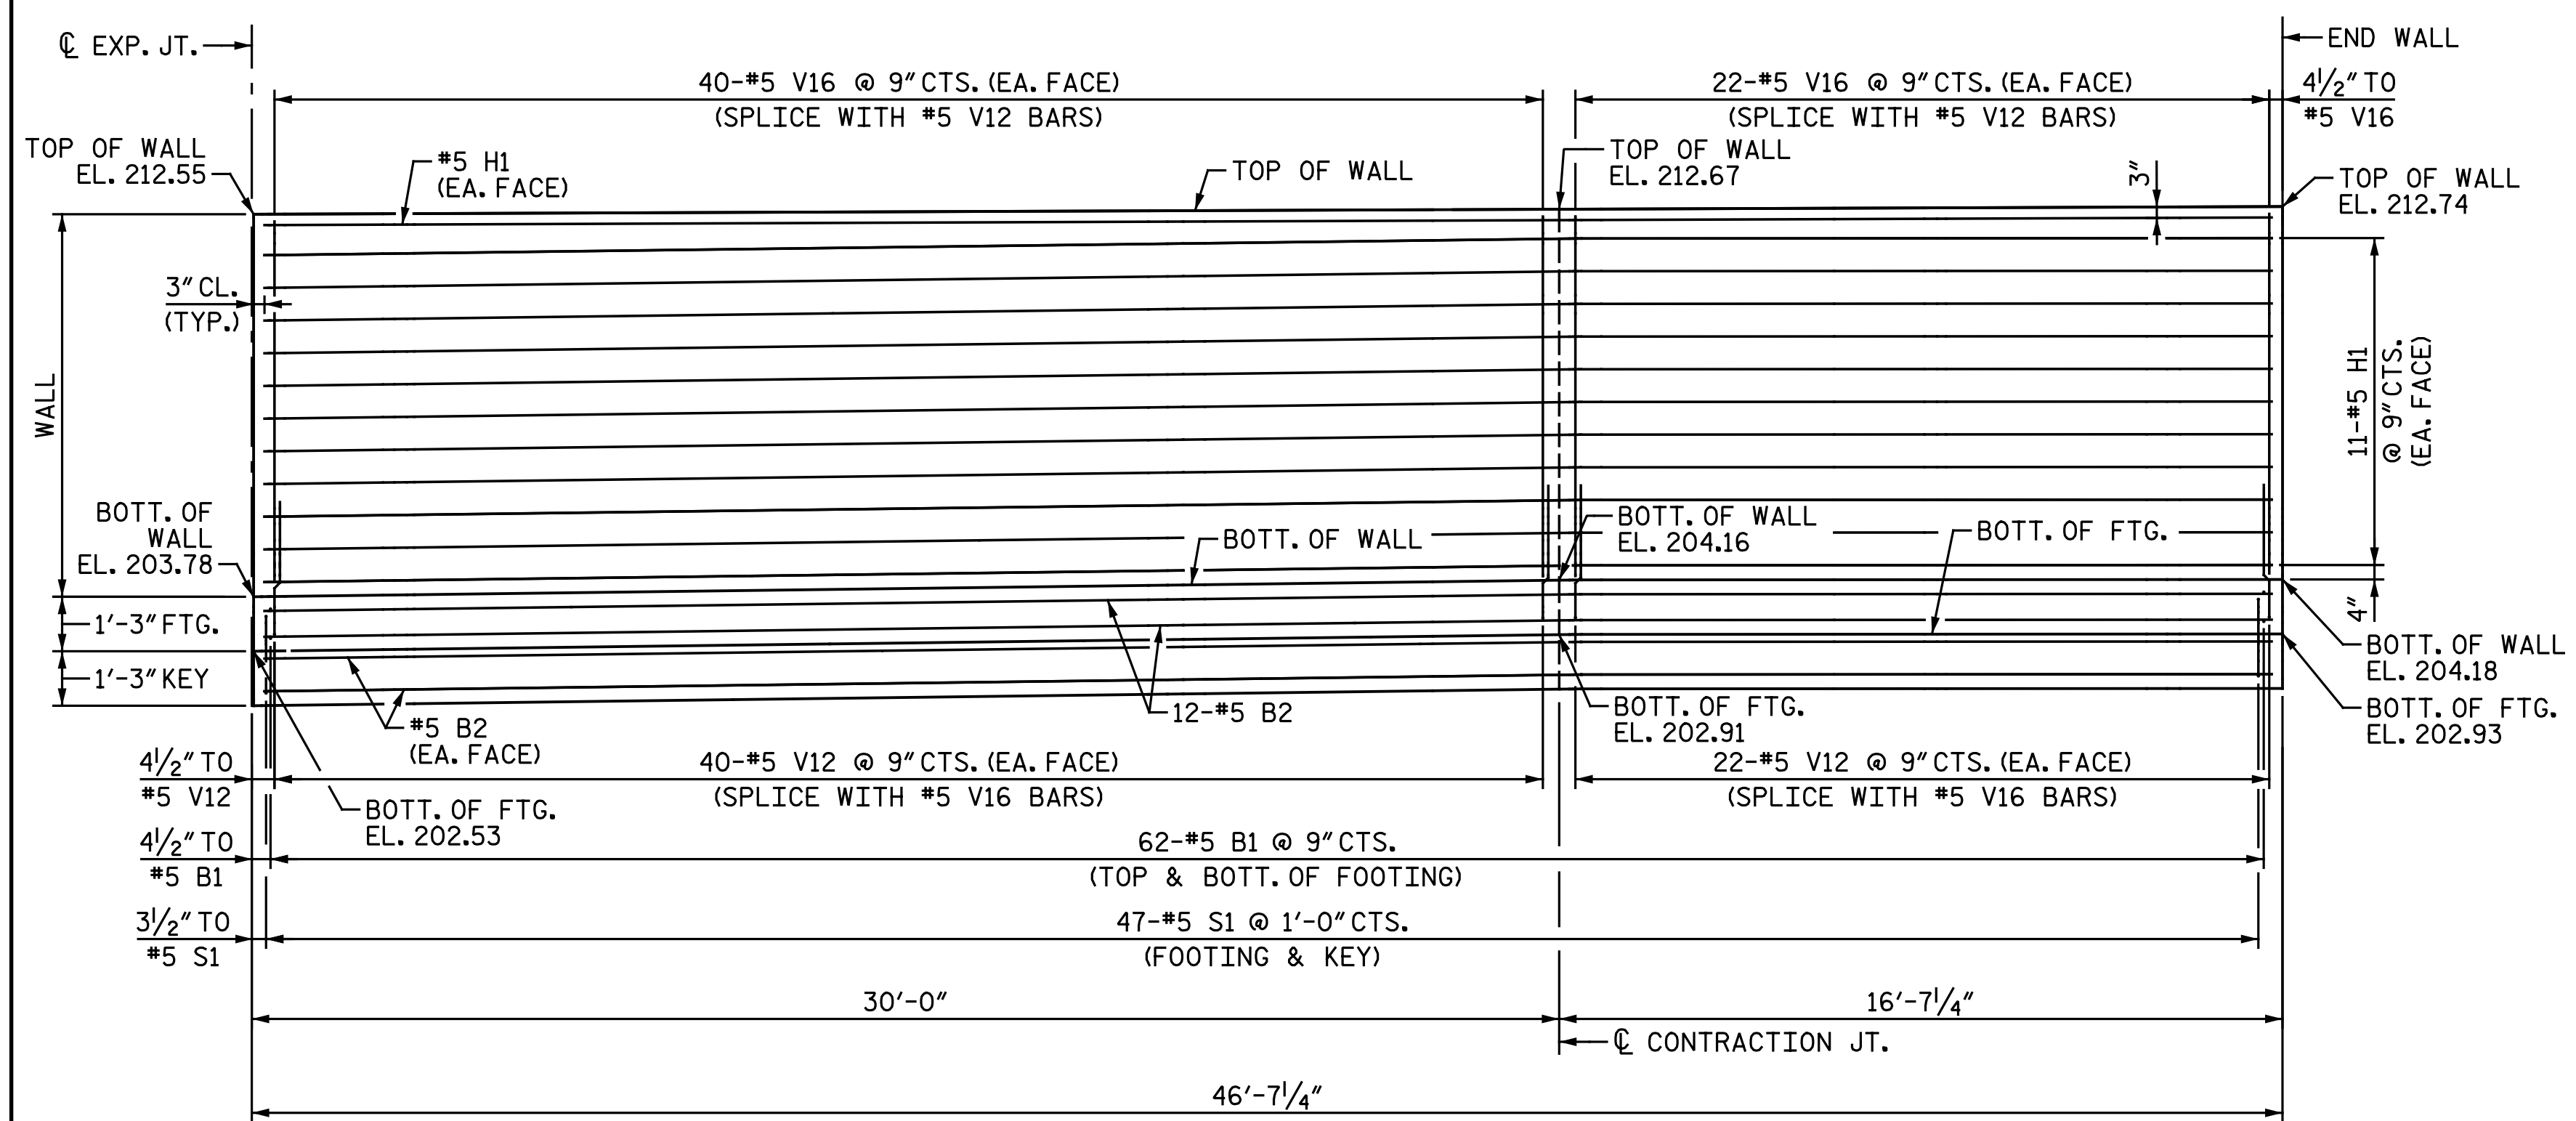 ℄ EXP. JT.
END WALL
40-#5 V16 @ 9" CTS. (EA. FACE)
(SPLICE WITH #5 V12 BARS)
22-#5 V16 @ 9" CTS. (EA. FACE)
(SPLICE WITH #5 V12 BARS)
4½" TO
#5 V16
TOP OF WALL
EL. 212.55
#5 H1
(EA. FACE)
TOP OF WALL
TOP OF WALL
EL. 212.67
3"
TOP OF WALL
EL. 212.74
3" CL.
(TYP.)
WALL
11-#5 H1
@ 9" CTS.
(EA. FACE)
BOTT. OF
WALL
EL. 203.78
BOTT. OF WALL
BOTT. OF WALL
EL. 204.16
BOTT. OF FTG.
4"
1'-3" FTG.
1'-3" KEY
BOTT. OF WALL
EL. 204.18
BOTT. OF FTG.
EL. 202.93
#5 B2
(EA. FACE)
12-#5 B2
BOTT. OF FTG.
EL. 202.91
4½" TO
#5 V12
40-#5 V12 @ 9" CTS. (EA. FACE)
(SPLICE WITH #5 V16 BARS)
22-#5 V12 @ 9" CTS. (EA. FACE)
(SPLICE WITH #5 V16 BARS)
BOTT. OF FTG.
EL. 202.53
4½" TO
#5 B1
62-#5 B1 @ 9" CTS.
(TOP & BOTT. OF FOOTING)
3½" TO
#5 S1
47-#5 S1 @ 1'-0" CTS.
(FOOTING & KEY)
30'-0"
16'-7¼"
℄ CONTRACTION JT.
46'-7¼"